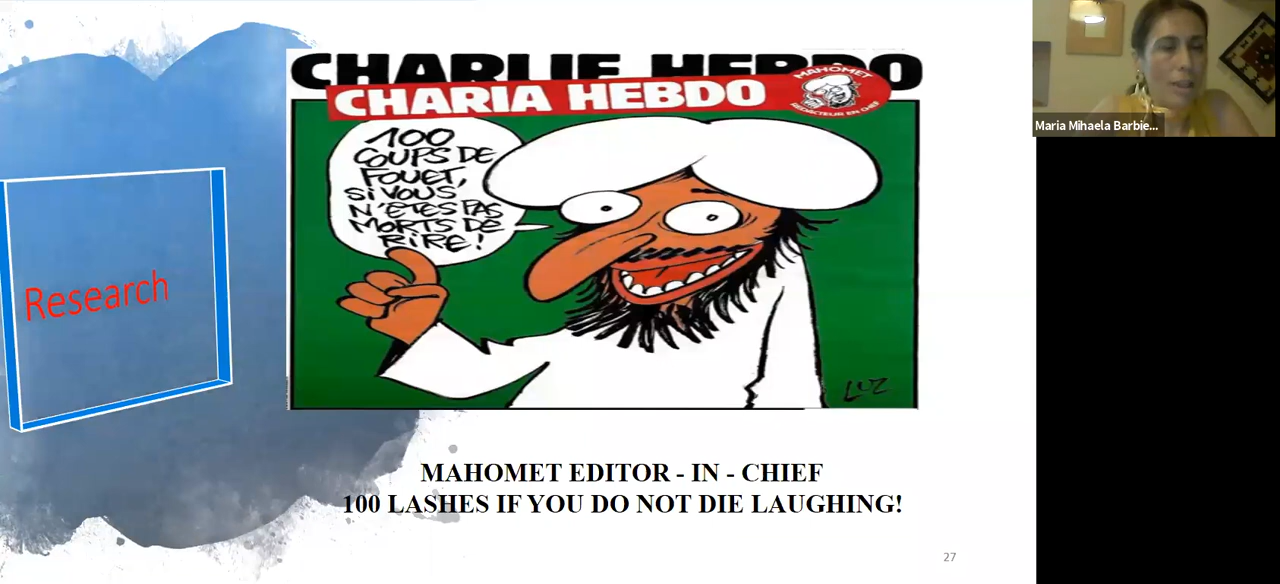 CHARLIE HEBDO
CHARIA HEBDO
MAHOMET
RÉDACTEUR EN CHEF
100
COUPS DE
FOUET,
Si VOUS
N'ÊTES PAS
MORTS DE
RiRE!
LUZ
Research
MAHOMET EDITOR - IN - CHIEF
100 LASHES IF YOU DO NOT DIE LAUGHING!
27
Maria Mihaela Barbie...